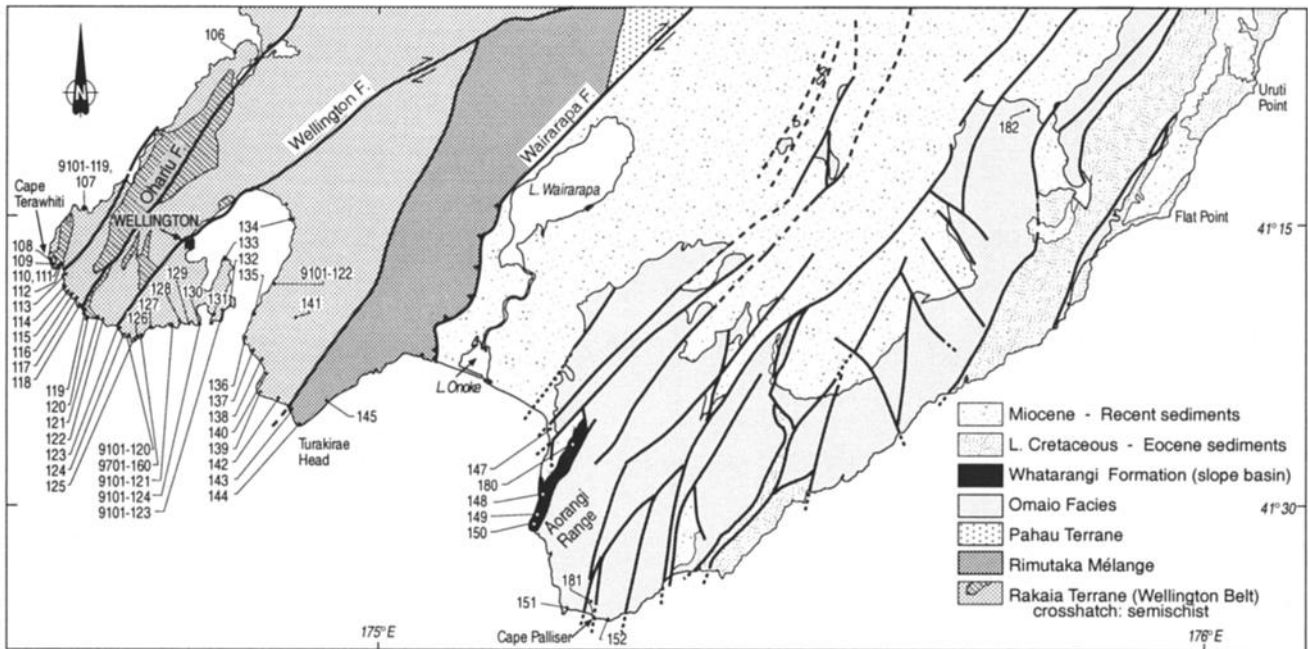 N
106
Wellington F.
Wairarapa F.
Ohariu F.
9101-119,
107
Cape
Terawhiti
WELLINGTON
L. Wairarapa
182
Uruti
Point
Flat Point
41°15
134
133
132
135
9101-122
141
129
128
130
131
127
126
108
109
110, 111
112
113
114
115
116
117
118
119
120
121
122
123
124
125
9101-120
9701-160
9101-121
9101-124
9101-123
136
137
138
140
139
142
143
144
145
Turakirae
Head
L. Onoke
147
180
148
149
150
Aorangi
Range
181
151
152
Cape Palliser
41°30
175°E
176°E
Miocene - Recent sediments
L. Cretaceous - Eocene sediments
Whatarangi Formation (slope basin)
Omaio Facies
Pahau Terrane
Rimutaka Mélange
Rakaia Terrane (Wellington Belt)
crosshatch: semischist